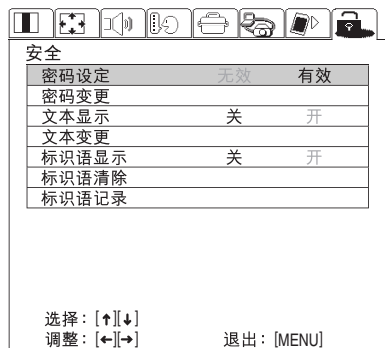 安全
密码设定 无效 有效
密码变更
文本显示 关 开
文本变更
标识语显示 关 开
标识语清除
标识语记录
选择：[↑][↓]
调整：[←][→] 退出：[MENU]